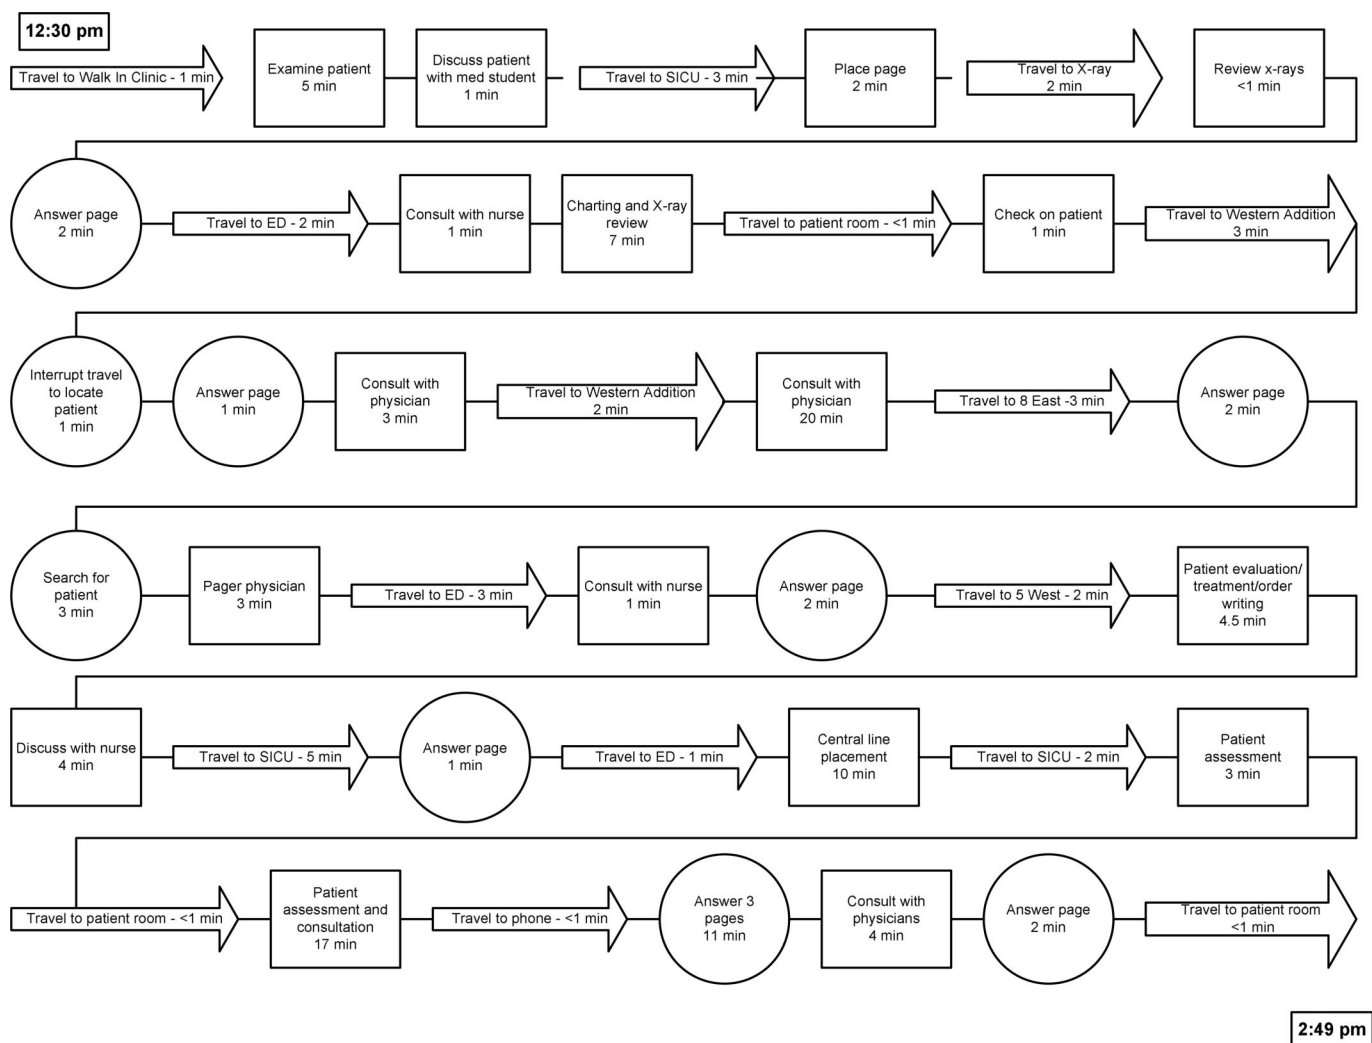 12:30 pm
Travel to Walk In Clinic - 1 min
Examine patient
5 min
Discuss patient
with med student
1 min
Travel to SICU - 3 min
Place page
2 min
Travel to X-ray
2 min
Review x-rays
<1 min
Answer page
2 min
Travel to ED - 2 min
Consult with nurse
1 min
Charting and X-ray
review
7 min
Travel to patient room - <1 min
Check on patient
1 min
Travel to Western Addition
3 min
Interrupt travel
to locate
patient
1 min
Answer page
1 min
Consult with
physician
3 min
Travel to Western Addition
2 min
Consult with
physician
20 min
Travel to 8 East -3 min
Answer page
2 min
Search for
patient
3 min
Pager physician
3 min
Travel to ED - 3 min
Consult with nurse
1 min
Answer page
2 min
Travel to 5 West - 2 min
Patient evaluation/
treatment/order
writing
4.5 min
Discuss with nurse
4 min
Travel to SICU - 5 min
Answer page
1 min
Travel to ED - 1 min
Central line
placement
10 min
Travel to SICU - 2 min
Patient
assessment
3 min
Travel to patient room - <1 min
Patient
assessment and
consultation
17 min
Travel to phone - <1 min
Answer 3
pages
11 min
Consult with
physicians
4 min
Answer page
2 min
Travel to patient room
<1 min
2:49 pm